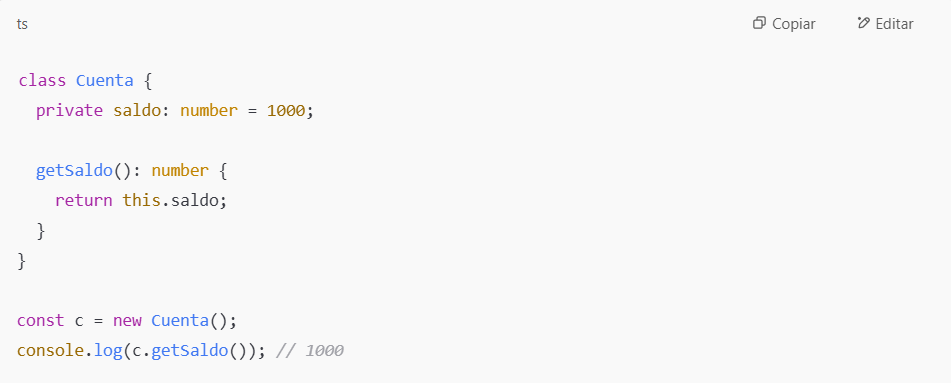 ts Copiar Editar
class Cuenta {
  private saldo: number = 1000;

  getSaldo(): number {
    return this.saldo;
  }
}

const c = new Cuenta();
console.log(c.getSaldo()); // 1000